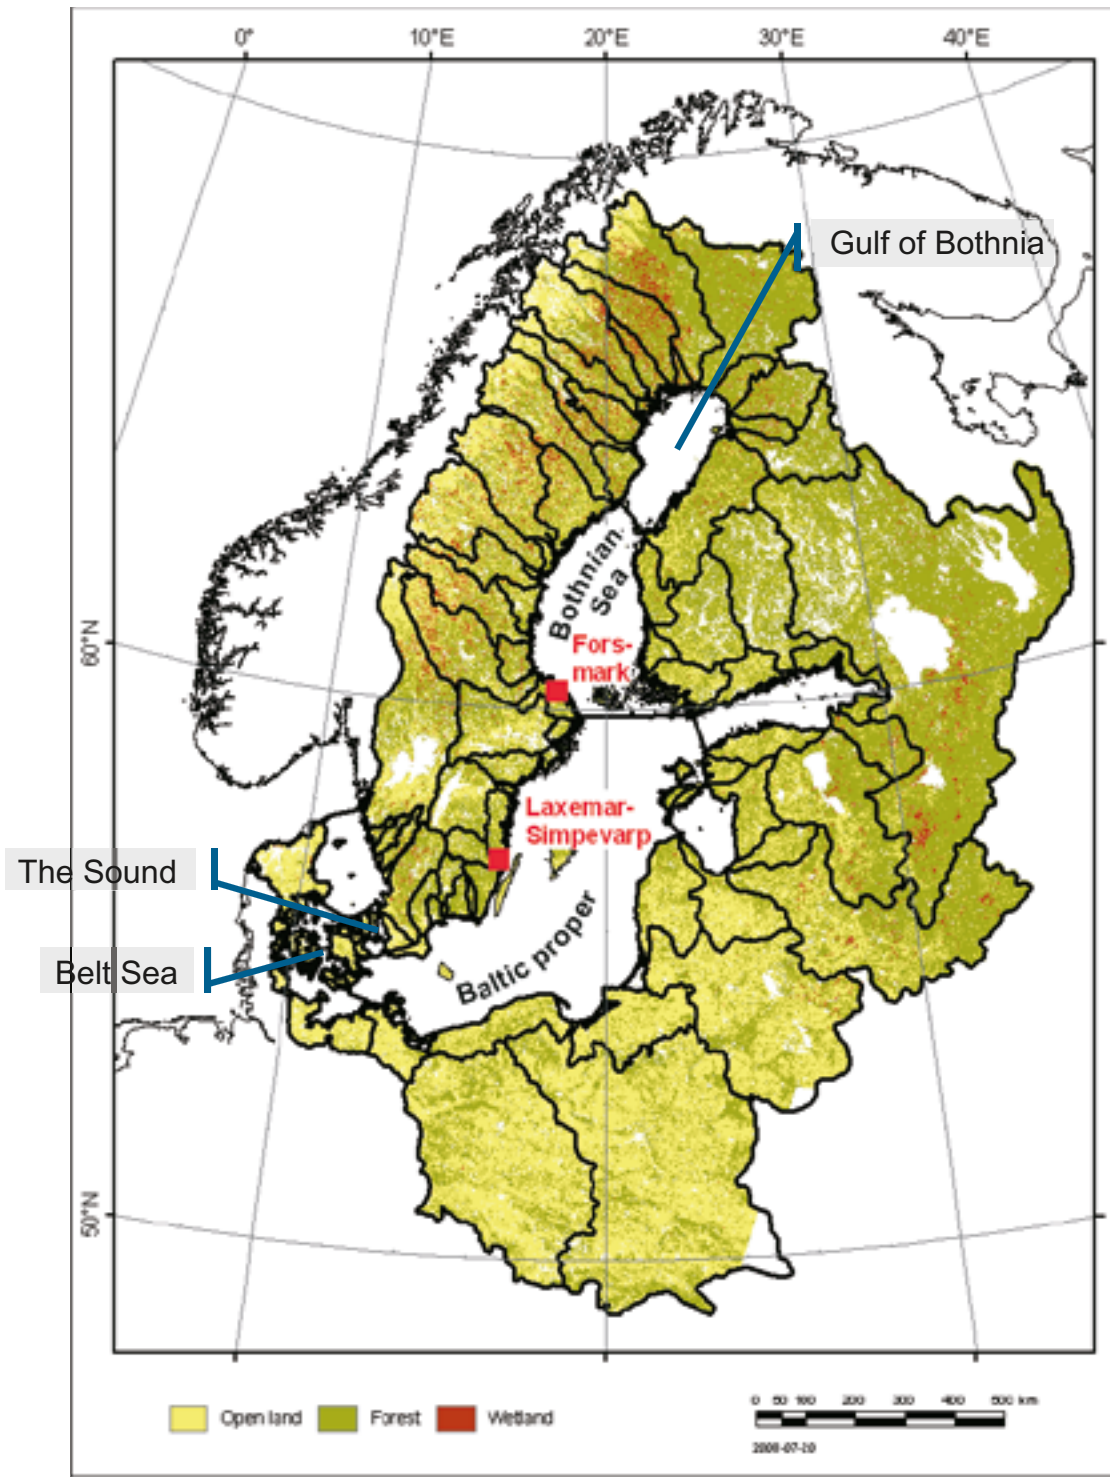 0°
10°E
20°E
30°E
40°E
Gulf of Bothnia
Bothnian
Sea
60°N
Fors-
mark
Laxemar-
Simpevarp
The Sound
Baltic proper
Belt Sea
50°N
Open land
Forest
Wetland
0 50 100 200 300 400 500 km